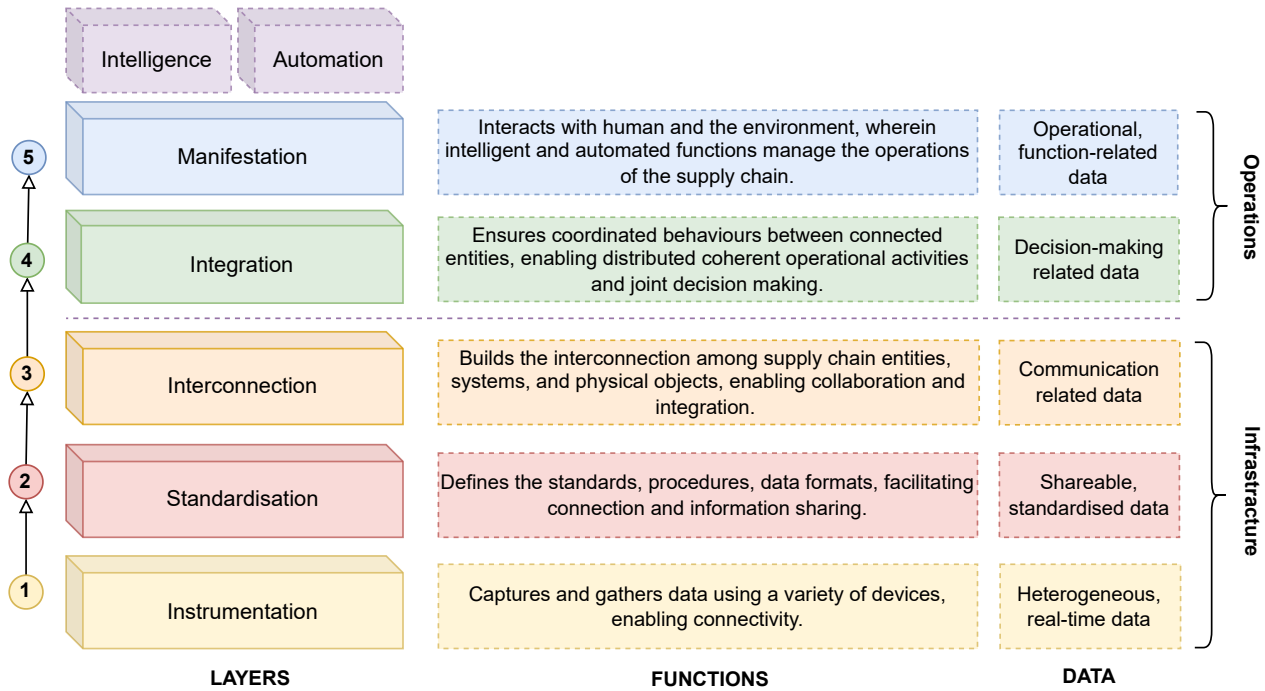 Intelligence
Automation
5
Manifestation
Interacts with human and the environment, wherein
intelligent and automated functions manage the operations
of the supply chain.
Operational,
function-related
data
Operations
4
Integration
Ensures coordinated behaviours between connected
entities, enabling distributed coherent operational activities
and joint decision making.
Decision-making
related data
3
Interconnection
Builds the interconnection among supply chain entities,
systems, and physical objects, enabling collaboration and
integration.
Communication
related data
Infrastracture
2
Standardisation
Defines the standards, procedures, data formats, facilitating
connection and information sharing.
Shareable,
standardised data
1
Instrumentation
Captures and gathers data using a variety of devices,
enabling connectivity.
Heterogeneous,
real-time data
LAYERS
FUNCTIONS
DATA